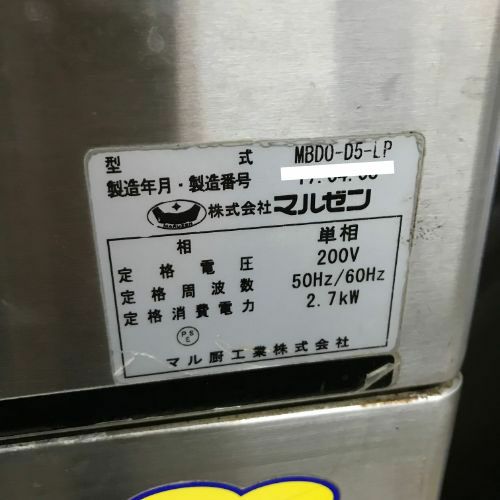 型式 MBDO-D5-LP
製造年月・製造番号
株式会社マルゼン
相 単相
定格電圧 200V
定格周波数 50Hz/60Hz
定格消費電力 2.7kW
PSE
マル厨工業株式会社